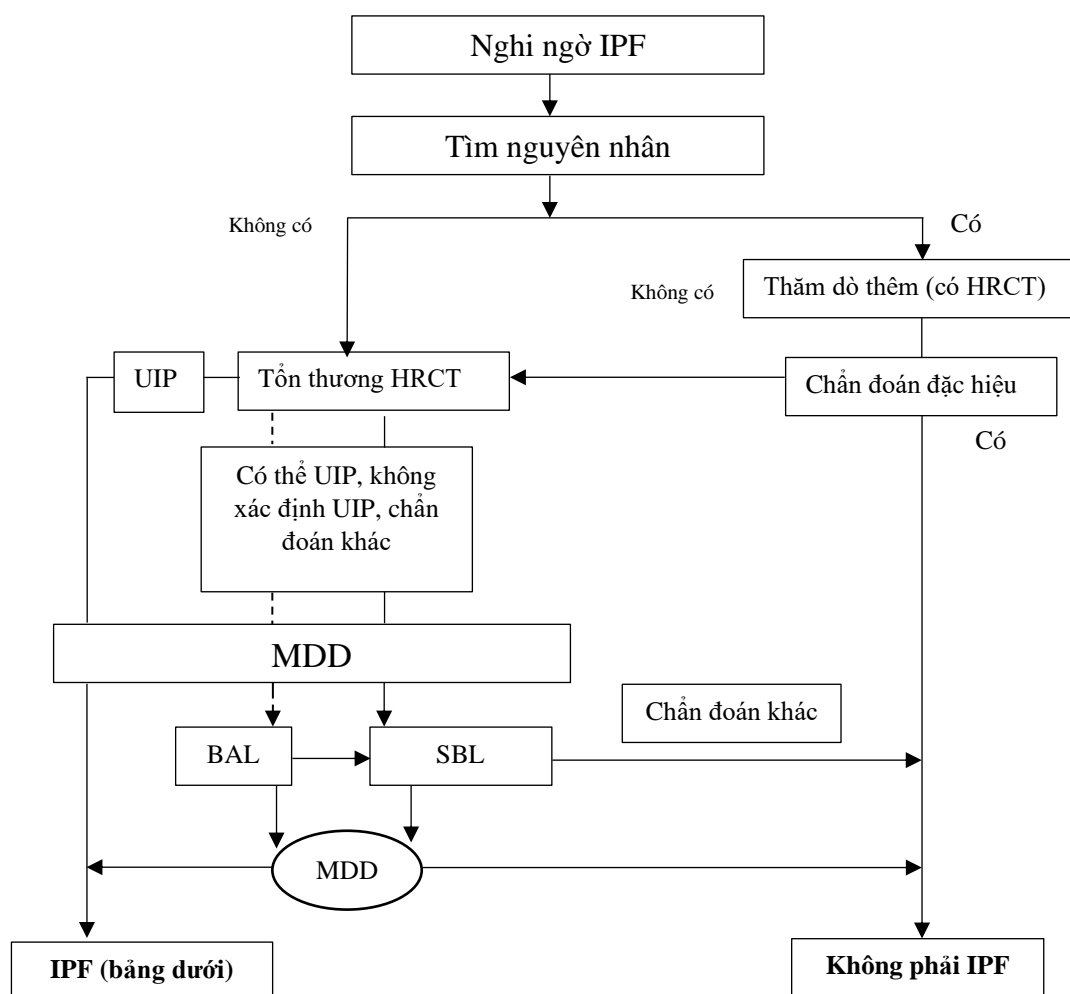 Nghi ngờ IPF
Tìm nguyên nhân
Không có
Có
Thăm dò thêm (có HRCT)
Không có
UIP
Tổn thương HRCT
Chẩn đoán đặc hiệu
Có
Có thể UIP, không
xác định UIP, chẩn
đoán khác
MDD
Chẩn đoán khác
BAL
SBL
MDD
IPF (bảng dưới)
Không phải IPF